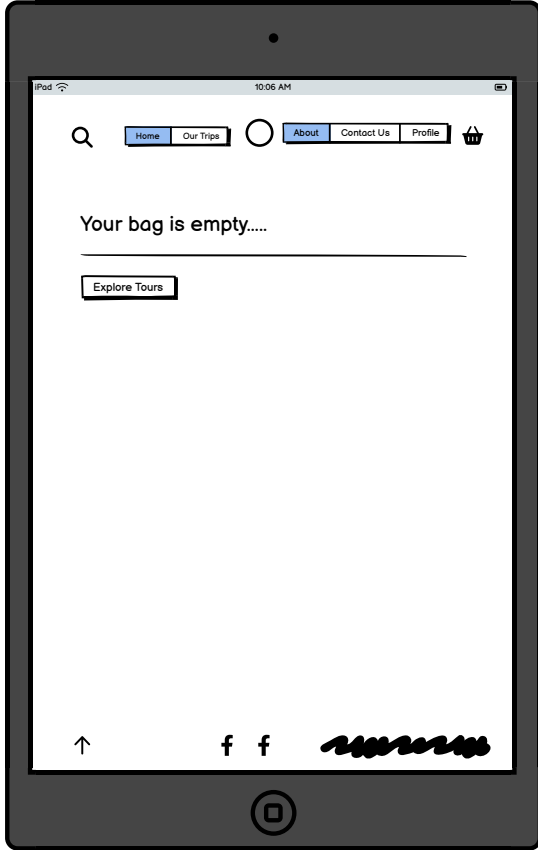 iPad 10:06 AM
Home Our Trips About Contact Us Profile
Your bag is empty.....
Explore Tours
f f